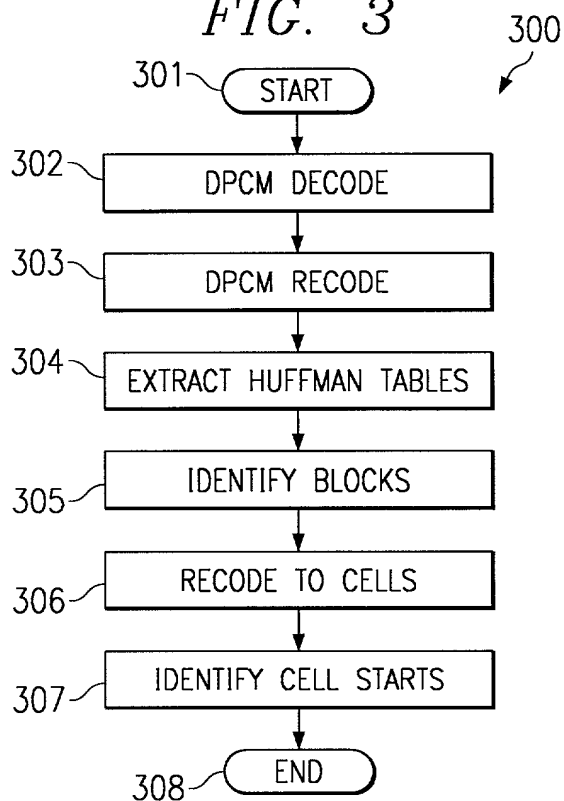 FIG. 3
300
301 START
302 DPCM DECODE
303 DPCM RECODE
304 EXTRACT HUFFMAN TABLES
305 IDENTIFY BLOCKS
306 RECODE TO CELLS
307 IDENTIFY CELL STARTS
308 END